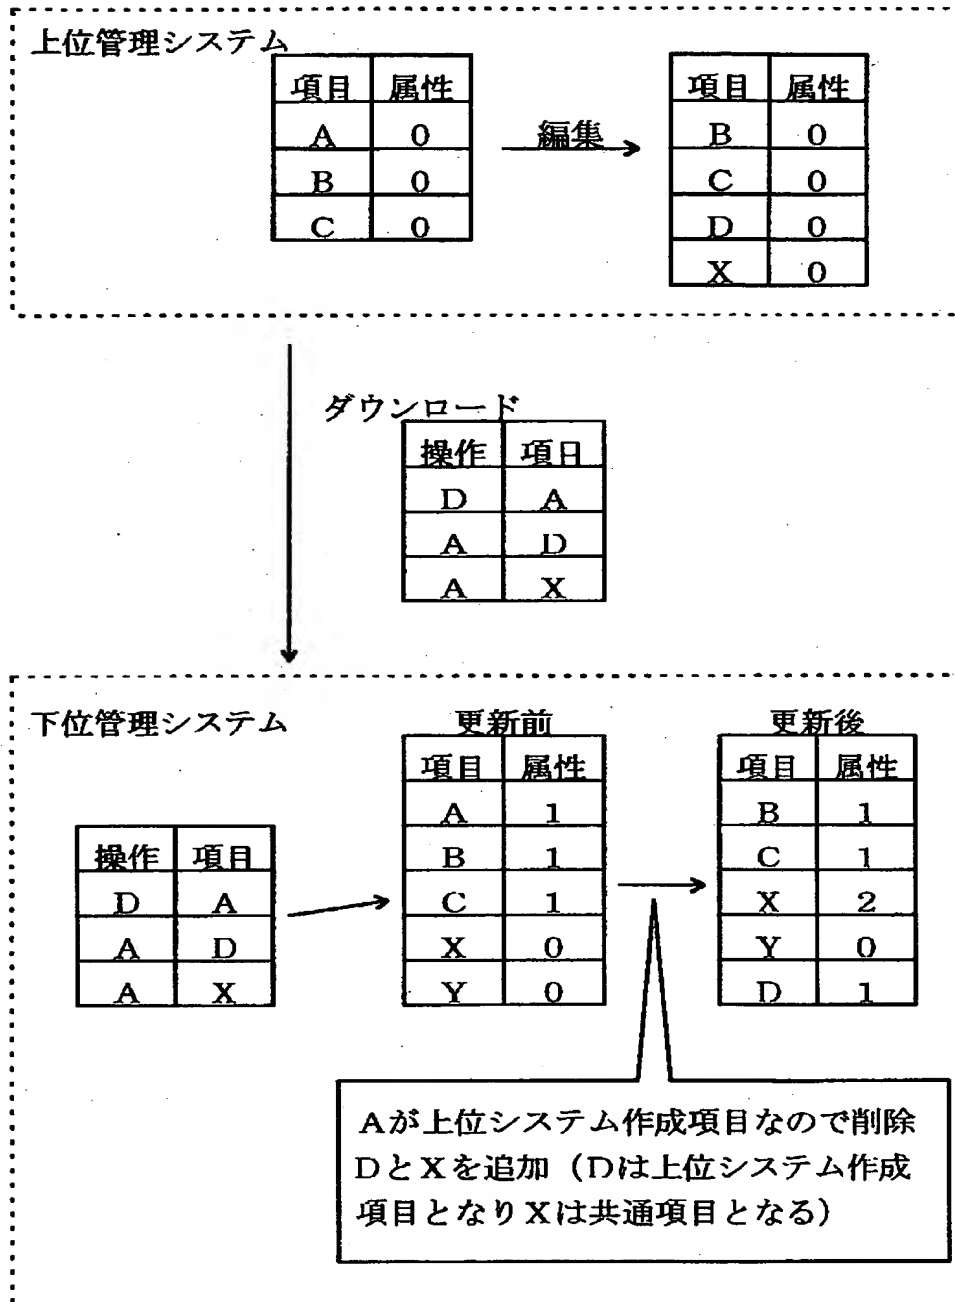 上位管理システム
項目 属性
A 0
B 0
C 0
編集
項目 属性
B 0
C 0
D 0
X 0
ダウンロード
操作 項目
D A
A D
A X
下位管理システム
操作 項目
D A
A D
A X
更新前
項目 属性
A 1
B 1
C 1
X 0
Y 0
更新後
項目 属性
B 1
C 1
X 2
Y 0
D 1
Aが上位システム作成項目なので削除
DとXを追加(Dは上位システム作成
項目となりXは共通項目となる)